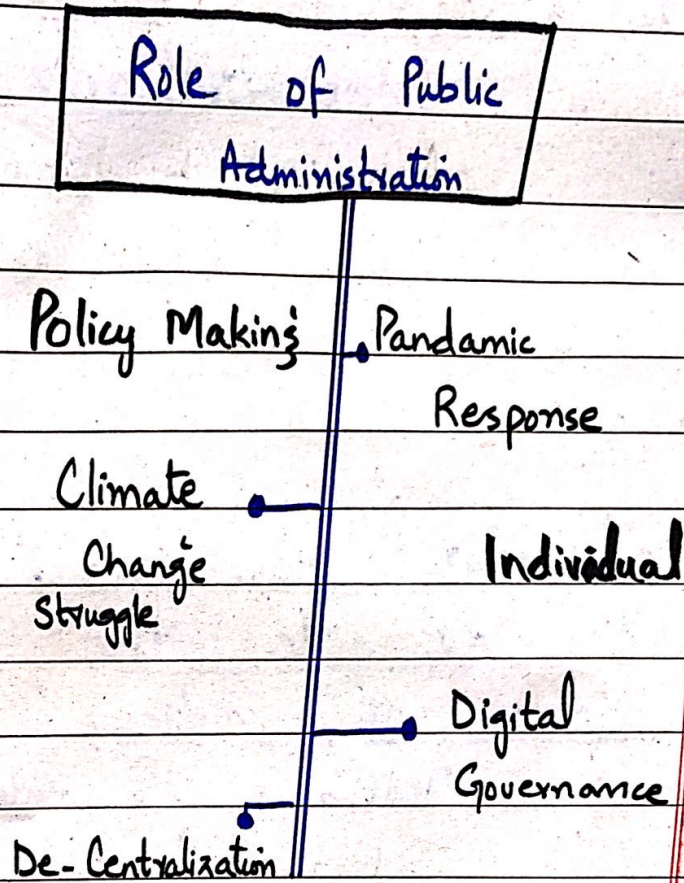 Role of Public
Administration
Policy Making
Pandamic
Response
Climate
Change
Struggle
Individual
Digital
Governance
De-Centralization